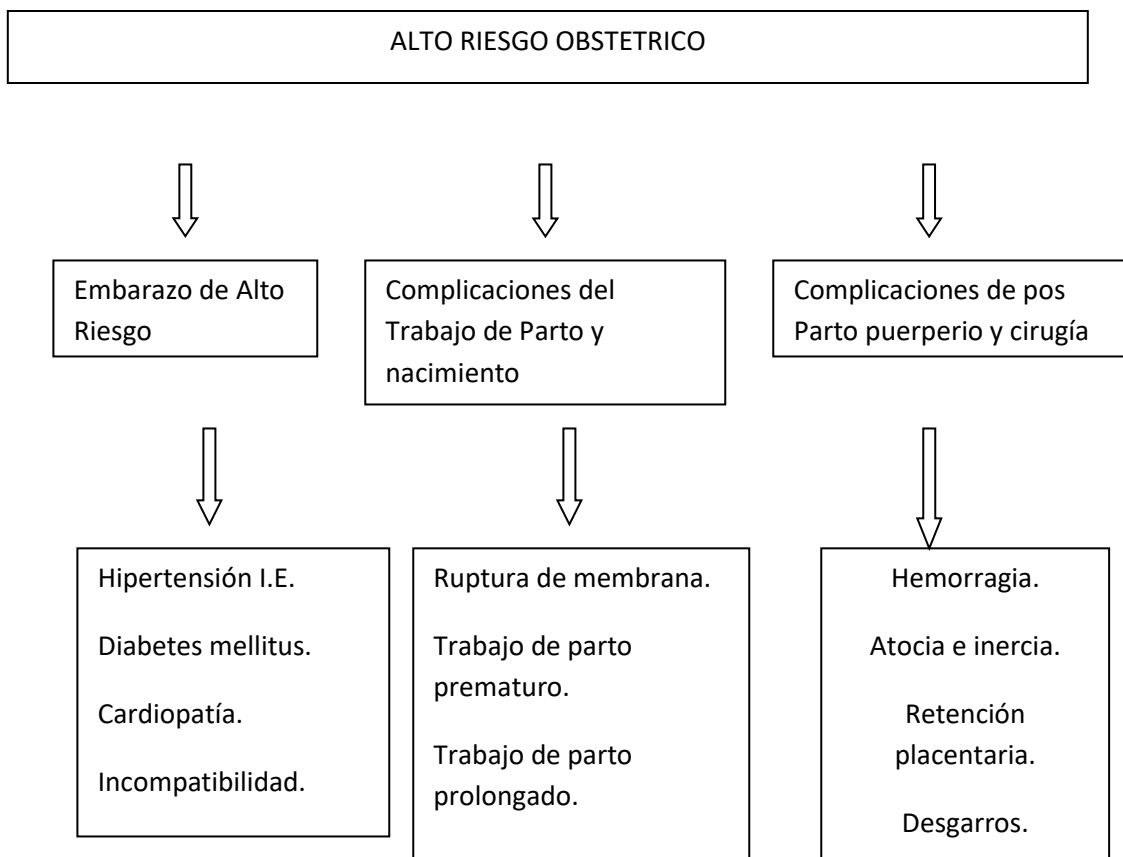 ALTO RIESGO OBSTETRICO
Embarazo de Alto
Riesgo
Complicaciones del
Trabajo de Parto y
nacimiento
Complicaciones de pos
Parto puerperio y cirugía
Hipertensión I.E.
Diabetes mellitus.
Cardiopatía.
Incompatibilidad.
Ruptura de membrana.
Trabajo de parto
prematuro.
Trabajo de parto
prolongado.
Hemorragia.
Atocia e inercia.
Retención
placentaria.
Desgarros.